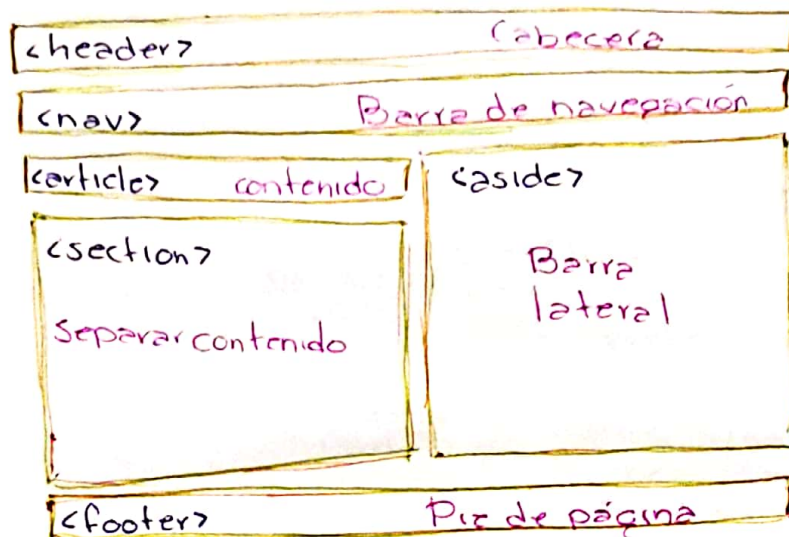 <header> Cabecera
<nav> Barra de navegación
<article> contenido
<section>
separar contenido
<aside>
Barra
lateral
<footer> Pie de página